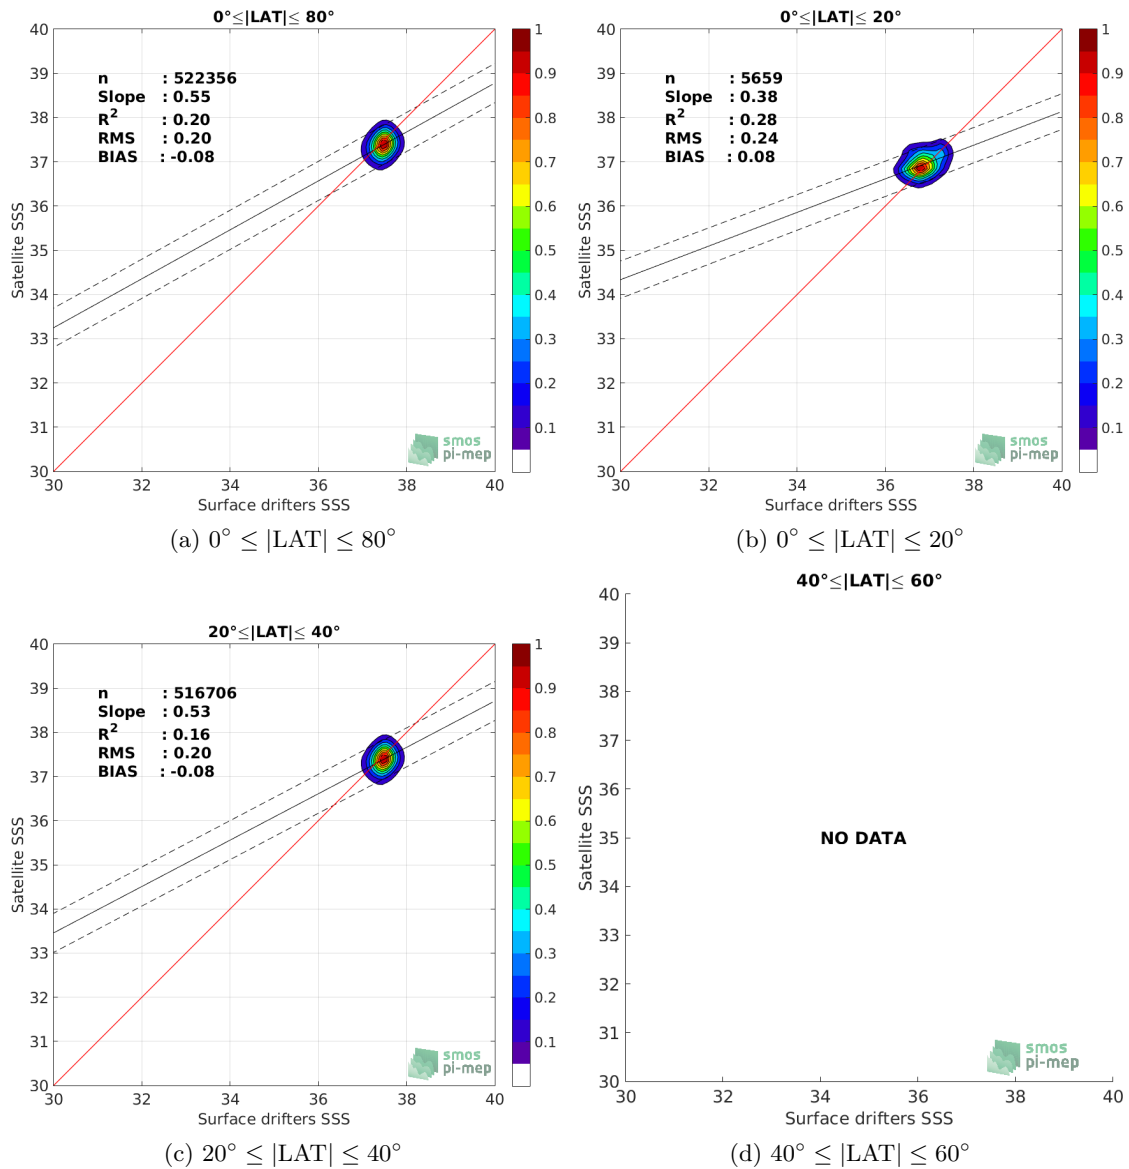 0°≤|LAT|≤ 80°
40
39
38
37
36
35
34
33
32
31
30
Satellite SSS
n : 522356
Slope : 0.55
R2 : 0.20
RMS : 0.20
BIAS : -0.08
smos
pi-mep
30 32 34 36 38 40
Surface drifters SSS
1
0.9
0.8
0.7
0.6
0.5
0.4
0.3
0.2
0.1
(a) 0° ≤ |LAT| ≤ 80°
0°≤|LAT|≤ 20°
40
39
38
37
36
35
34
33
32
31
30
Satellite SSS
n : 5659
Slope : 0.38
R2 : 0.28
RMS : 0.24
BIAS : 0.08
smos
pi-mep
30 32 34 36 38 40
Surface drifters SSS
1
0.9
0.8
0.7
0.6
0.5
0.4
0.3
0.2
0.1
(b) 0° ≤ |LAT| ≤ 20°
20°≤|LAT|≤ 40°
40
39
38
37
36
35
34
33
32
31
30
Satellite SSS
n : 516706
Slope : 0.53
R2 : 0.16
RMS : 0.20
BIAS : -0.08
smos
pi-mep
30 32 34 36 38 40
Surface drifters SSS
1
0.9
0.8
0.7
0.6
0.5
0.4
0.3
0.2
0.1
(c) 20° ≤ |LAT| ≤ 40°
40°≤|LAT|≤ 60°
40
39
38
37
36
35
34
33
32
31
30
Satellite SSS
NO DATA
smos
pi-mep
30 32 34 36 38 40
Surface drifters SSS
(d) 40° ≤ |LAT| ≤ 60°